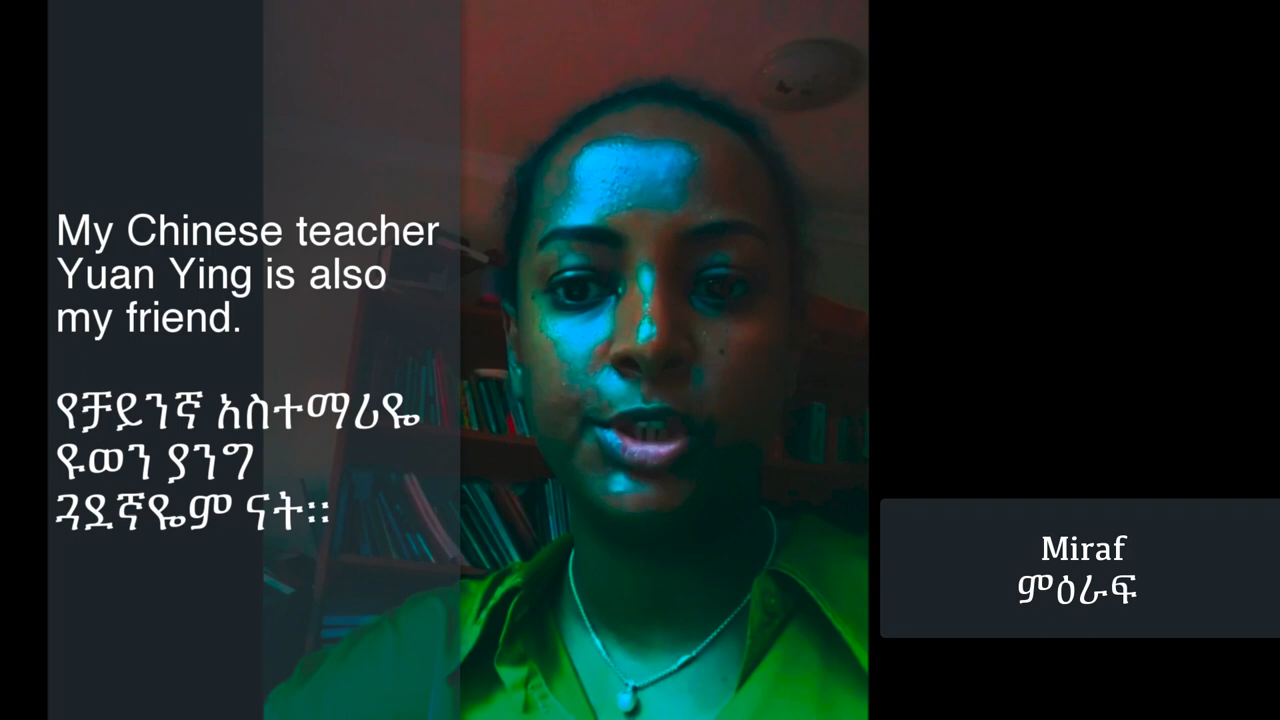 My Chinese teacher
Yuan Ying is also
my friend.
የቻይንኛ አስተማሪዬ
ዩወን ያንግ
ጓደኛዬም ናት።
Miraf
ምዕራፍ